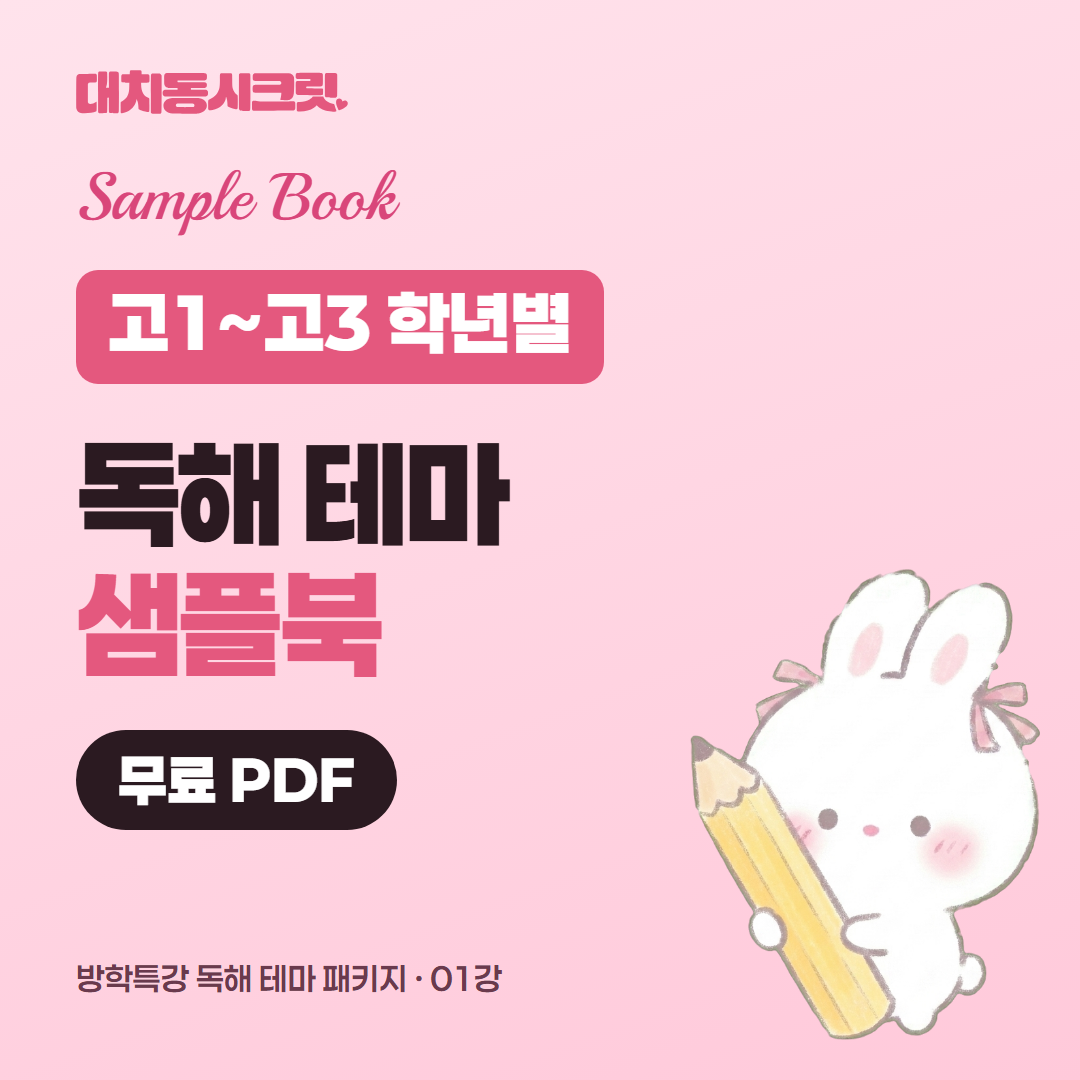 대치동시크릿
Sample Book
고1~고3 학년별
독해 테마
샘플북
무료 PDF
방학특강 독해 테마 패키지 · 01강